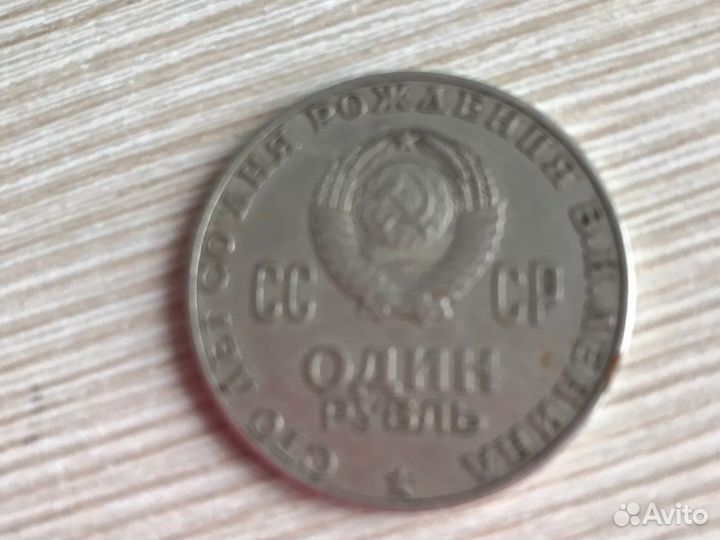 СТО ЛЕТ СО ДНЯ РОЖДЕНИЯ В.И.ЛЕНИНА
СС СР
ОДИН
РУБЛЬ
Avito